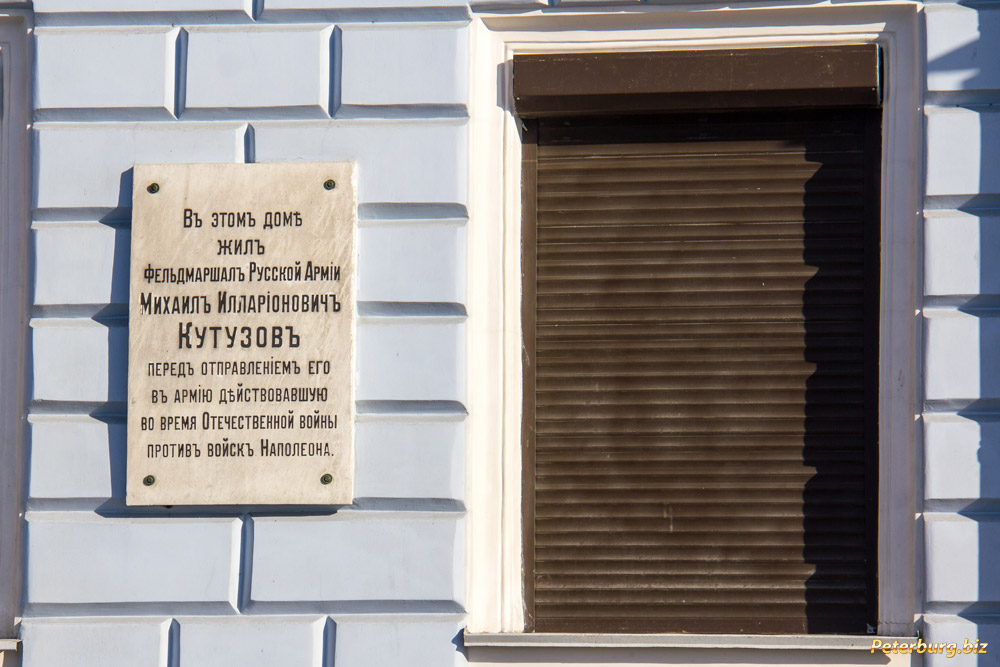 Въ этомъ домѣ
жилъ
Фельдмаршалъ Русской Армiи
Михаилъ Илларiоновичъ
Кутузовъ
передъ отправленiемъ его
въ армiю дѣйствовавшую
во время Отечественной войны
противъ войскъ Наполеона.
Peterburg.biz